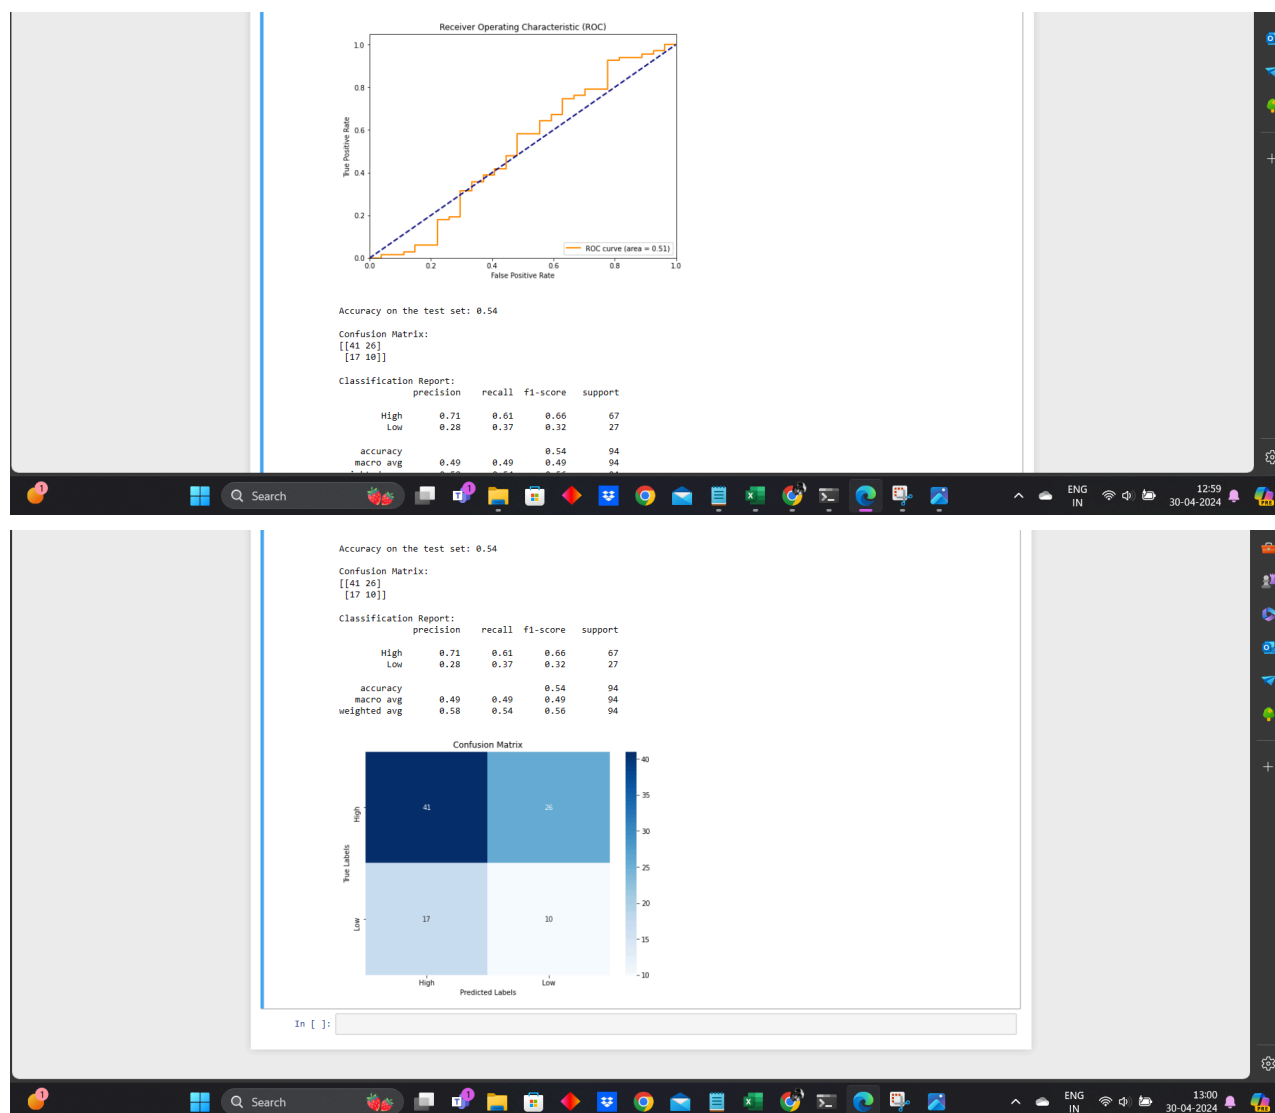 Receiver Operating Characteristic (ROC)
1.0
0.8
0.6
0.4
0.2
0.0
True Positive Rate
ROC curve (area = 0.51)
0.0 0.2 0.4 0.6 0.8 1.0
False Positive Rate
Accuracy on the test set: 0.54
Confusion Matrix:
[[41 26]
[17 10]]
Classification Report:
precision recall f1-score support
High 0.71 0.61 0.66 67
Low 0.28 0.37 0.32 27
accuracy 0.54 94
macro avg 0.49 0.49 0.49 94
1
Search
1
ENG
IN
12:59
30-04-2024
PRE
Accuracy on the test set: 0.54
Confusion Matrix:
[[41 26]
[17 10]]
Classification Report:
precision recall f1-score support
High 0.71 0.61 0.66 67
Low 0.28 0.37 0.32 27
accuracy 0.54 94
macro avg 0.49 0.49 0.49 94
weighted avg 0.58 0.54 0.56 94
Confusion Matrix
True Labels
High
Low
41 26
17 10
40
35
30
25
20
15
10
High Low
Predicted Labels
In [ ]:
1
Search
1
ENG
IN
13:00
30-04-2024
PRE